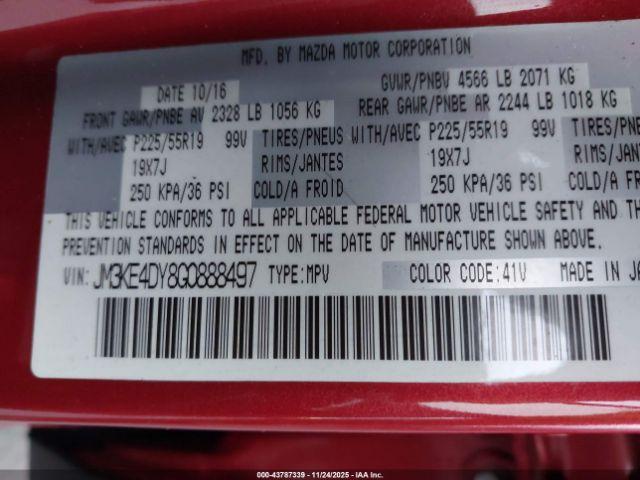 MFD. BY MAZDA MOTOR CORPORATION
DATE 10/16 GVWR/PNBV 4566 LB 2071 KG
FRONT GAWR/PNBE AV 2328 LB 1056 KG REAR GAWR/PNBE AR 2244 LB 1018 KG
WITH/AVEC P225/55R19 99V TIRES/PNEUS WITH/AVEC P225/55R19 99V TIRES/PNE
19X7J RIMS/JANTES 19X7J RIMS/JAN
250 KPA/36 PSI COLD/A FROID 250 KPA/36 PSI COLD/A F
THIS VEHICLE CONFORMS TO ALL APPLICABLE FEDERAL MOTOR VEHICLE SAFETY AND THE
PREVENTION STANDARDS IN EFFECT ON THE DATE OF MANUFACTURE SHOWN ABOVE.
VIN: JM3KE4DY8G0888497 TYPE:MPV COLOR CODE:41V MADE IN JA
000-43787339 - 11/24/2025 - IAA Inc.